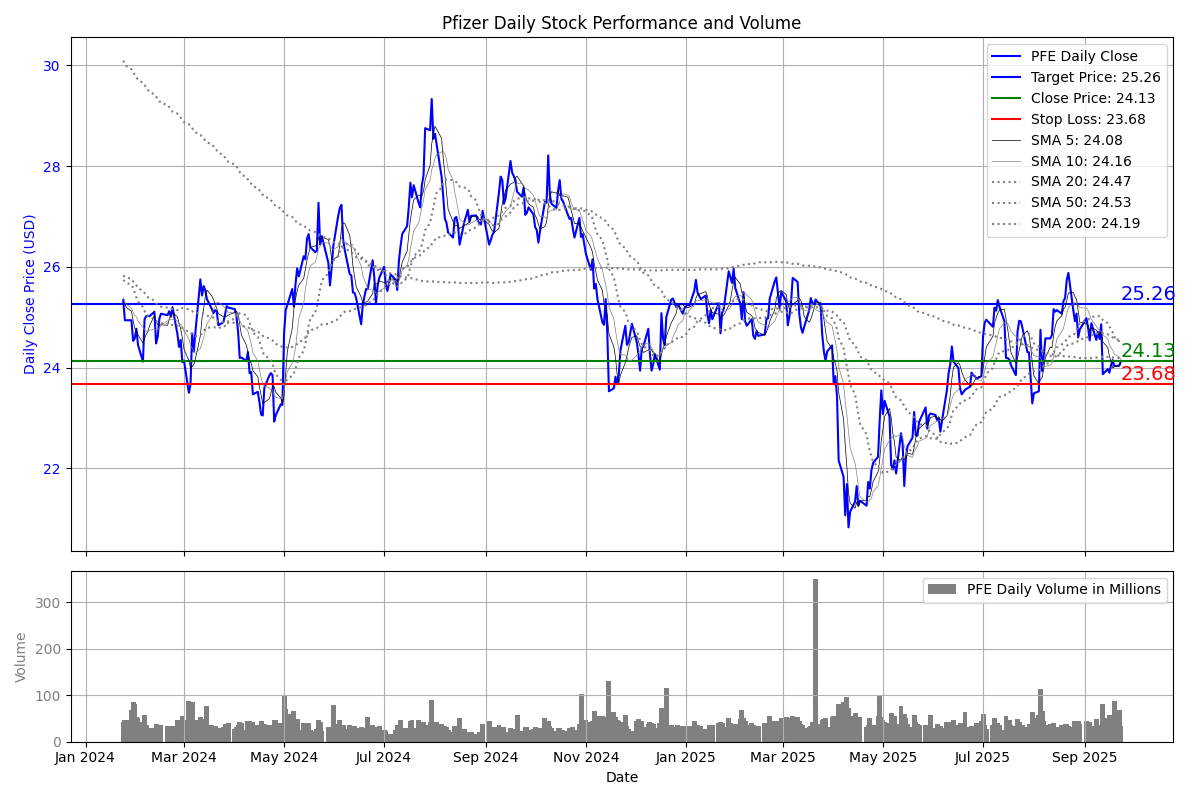 Pfizer Daily Stock Performance and Volume
Daily Close Price (USD)
30
28
26
24
22
PFE Daily Close
Target Price: 25.26
Close Price: 24.13
Stop Loss: 23.68
SMA 5: 24.08
SMA 10: 24.16
SMA 20: 24.47
SMA 50: 24.53
SMA 200: 24.19
25.26
24.13
23.68
Volume
300
200
100
0
PFE Daily Volume in Millions
Jan 2024 Mar 2024 May 2024 Jul 2024 Sep 2024 Nov 2024 Jan 2025 Mar 2025 May 2025 Jul 2025 Sep 2025
Date